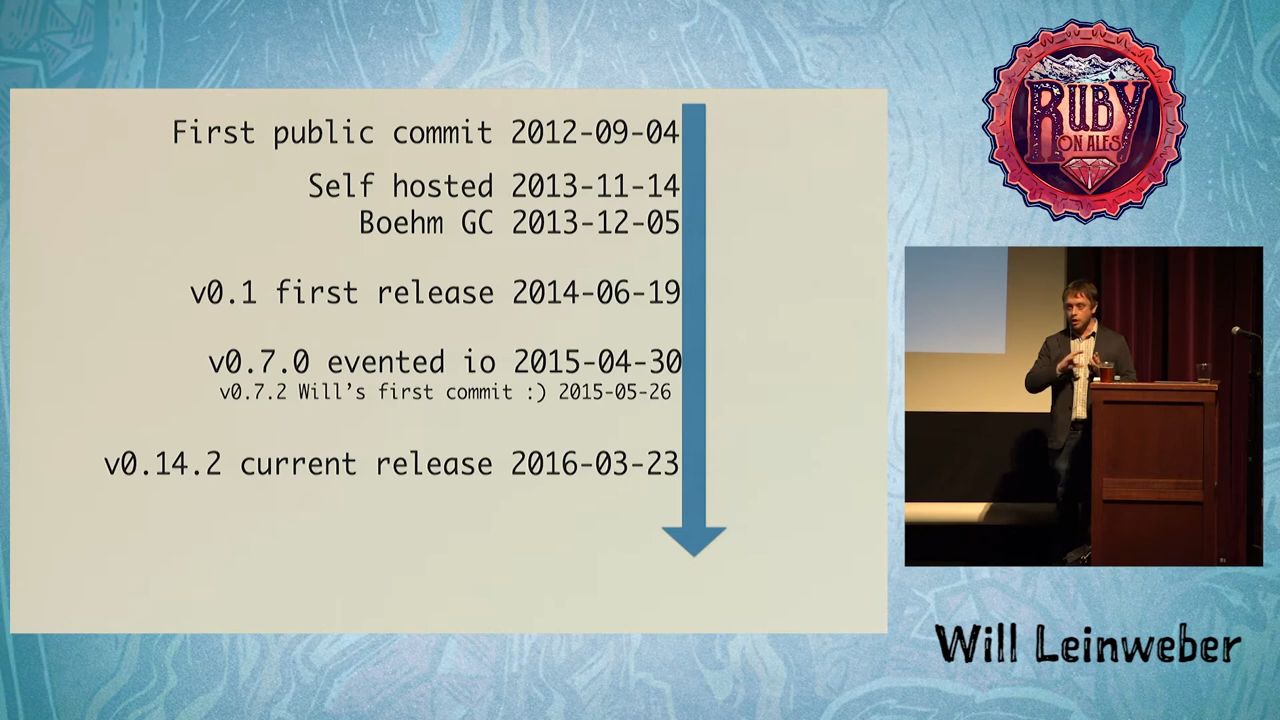 First public commit 2012-09-04
Self hosted 2013-11-14
Boehm GC 2013-12-05
v0.1 first release 2014-06-19
v0.7.0 evented io 2015-04-30
v0.7.2 Will's first commit :) 2015-05-26
v0.14.2 current release 2016-03-23
RUBY
ON ALES
Will Leinweber